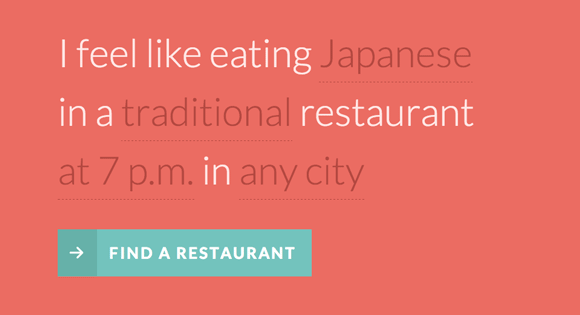 I feel like eating Japanese
in a traditional restaurant
at 7 p.m. in any city
FIND A RESTAURANT